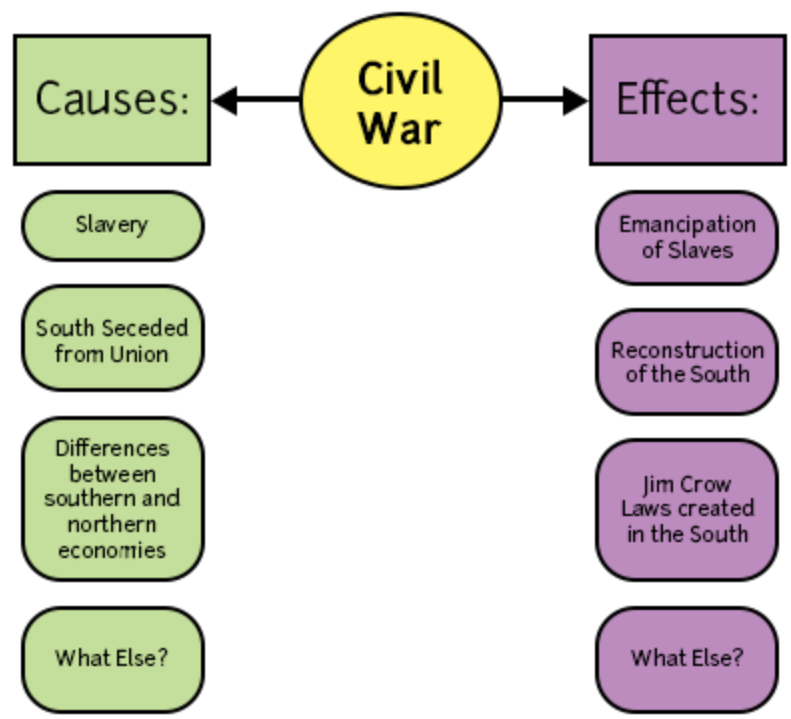 Causes:
Civil
War
Effects:
Slavery
South Seceded
from Union
Differences
between
southern and
northern
economies
What Else?
Emancipation
of Slaves
Reconstruction
of the South
Jim Crow
Laws created
in the South
What Else?